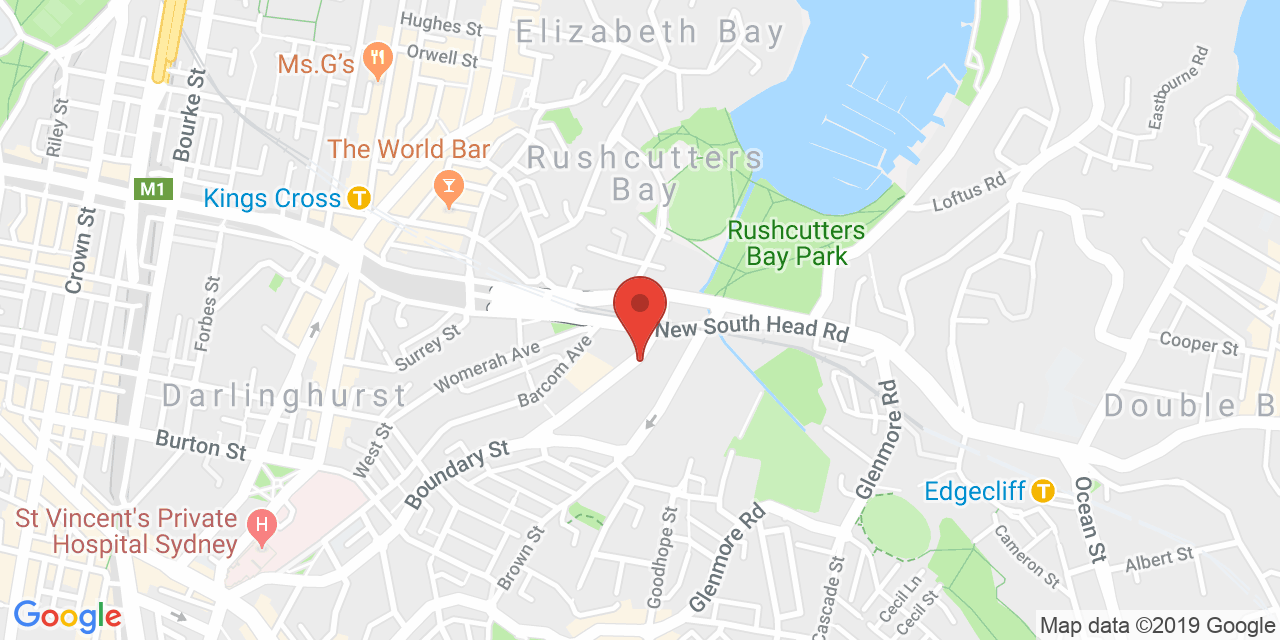 Hughes St
Orwell St
Elizabeth Bay
Ms.G's
Riley St
Bourke St
Eastbourne Rd
The World Bar
Rushcutters
Bay
M1
Kings Cross
T
Loftus Rd
Crown St
Rushcutters
Bay Park
Forbes St
Surrey St
Womerah Ave
Barcom Ave
New South Head Rd
Cooper St
Darlinghurst
Double B
Burton St
West St
Boundary St
Glenmore Rd
Edgecliff
T
Ocean St
St Vincent's Private
Hospital Sydney
H
Brown St
Goodhope St
Glenmore Rd
Cascade St
Cecil Ln
Cecil St
Cameron St
Albert St
Google
Map data ©2019 Google